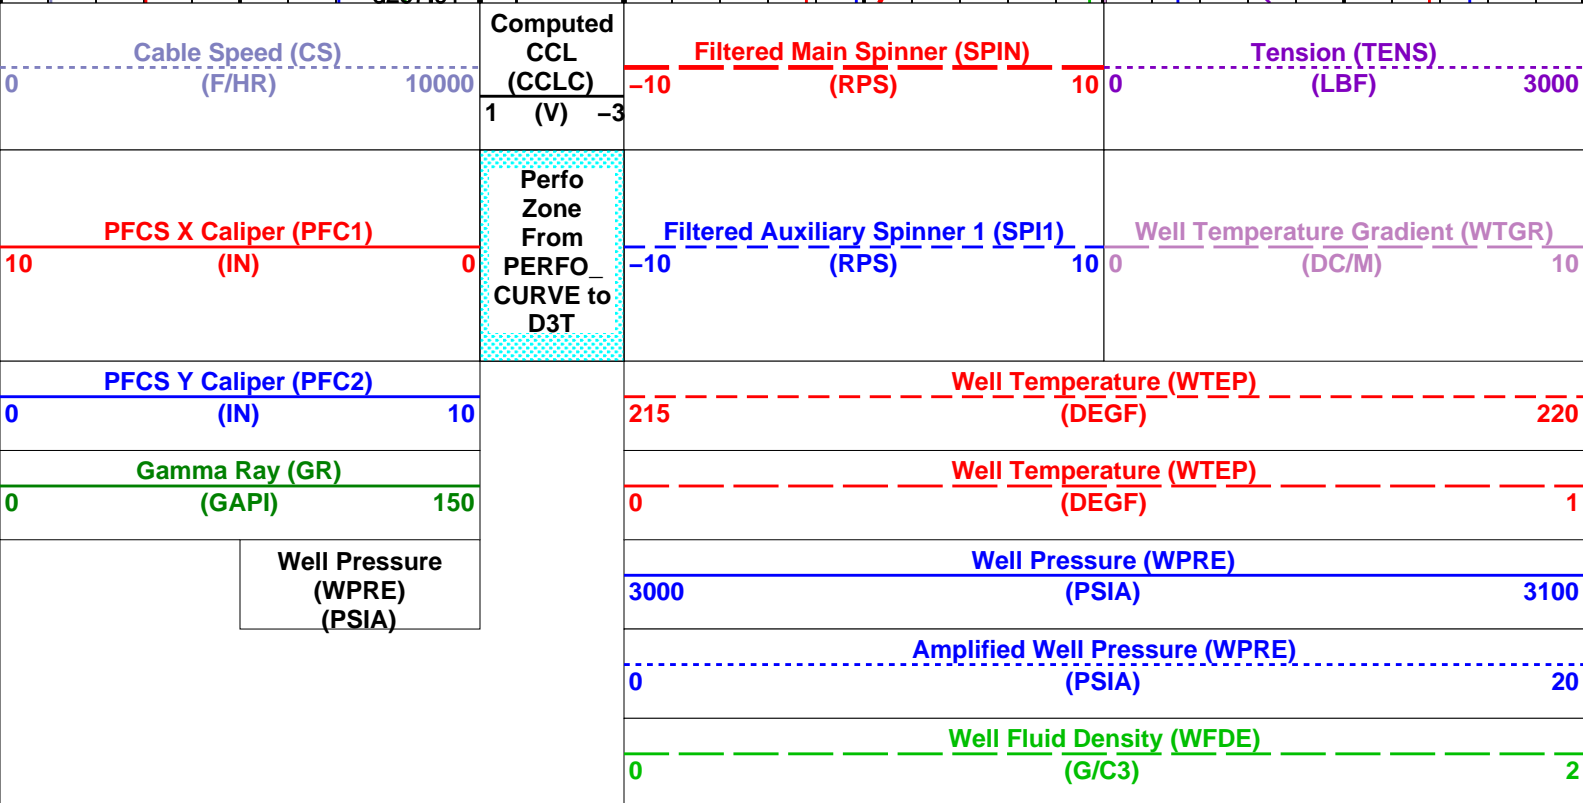 Cable Speed (CS)
0 (F/HR) 10000
Computed
CCL
(CCLC)
1 (V) −3
Filtered Main Spinner (SPIN)
−10 (RPS) 10
Tension (TENS)
0 (LBF) 3000
PFCS X Caliper (PFC1)
10 (IN) 0
Perfo
Zone
From
PERFO_
CURVE to
D3T
Filtered Auxiliary Spinner 1 (SPI1)
−10 (RPS) 10
Well Temperature Gradient (WTGR)
0 (DC/M) 10
PFCS Y Caliper (PFC2)
0 (IN) 10
Well Temperature (WTEP)
215 (DEGF) 220
Gamma Ray (GR)
0 (GAPI) 150
Well Temperature (WTEP)
0 (DEGF) 1
Well Pressure
(WPRE)
(PSIA)
Well Pressure (WPRE)
3000 (PSIA) 3100
Amplified Well Pressure (WPRE)
0 (PSIA) 20
Well Fluid Density (WFDE)
0 (G/C3) 2